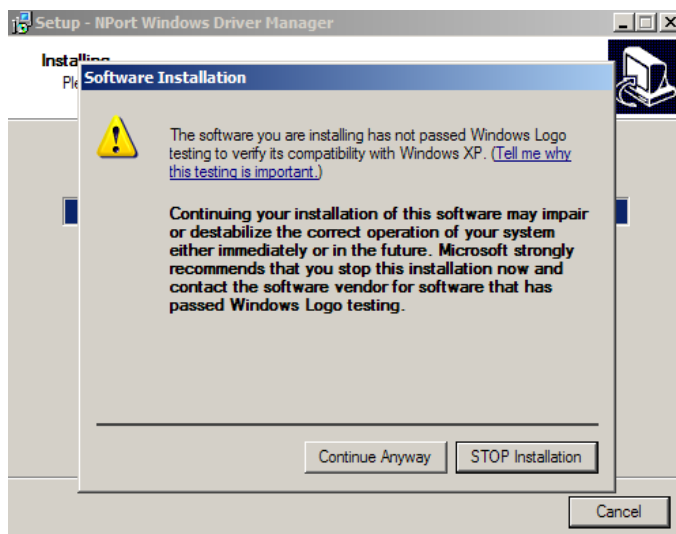 Setup - NPort Windows Driver Manager
Software Installation
The software you are installing has not passed Windows Logo
testing to verify its compatibility with Windows XP. (Tell me why
this testing is important.)
Continuing your installation of this software may impair
or destabilize the correct operation of your system
either immediately or in the future. Microsoft strongly
recommends that you stop this installation now and
contact the software vendor for software that has
passed Windows Logo testing.
Continue Anyway
STOP Installation
Cancel